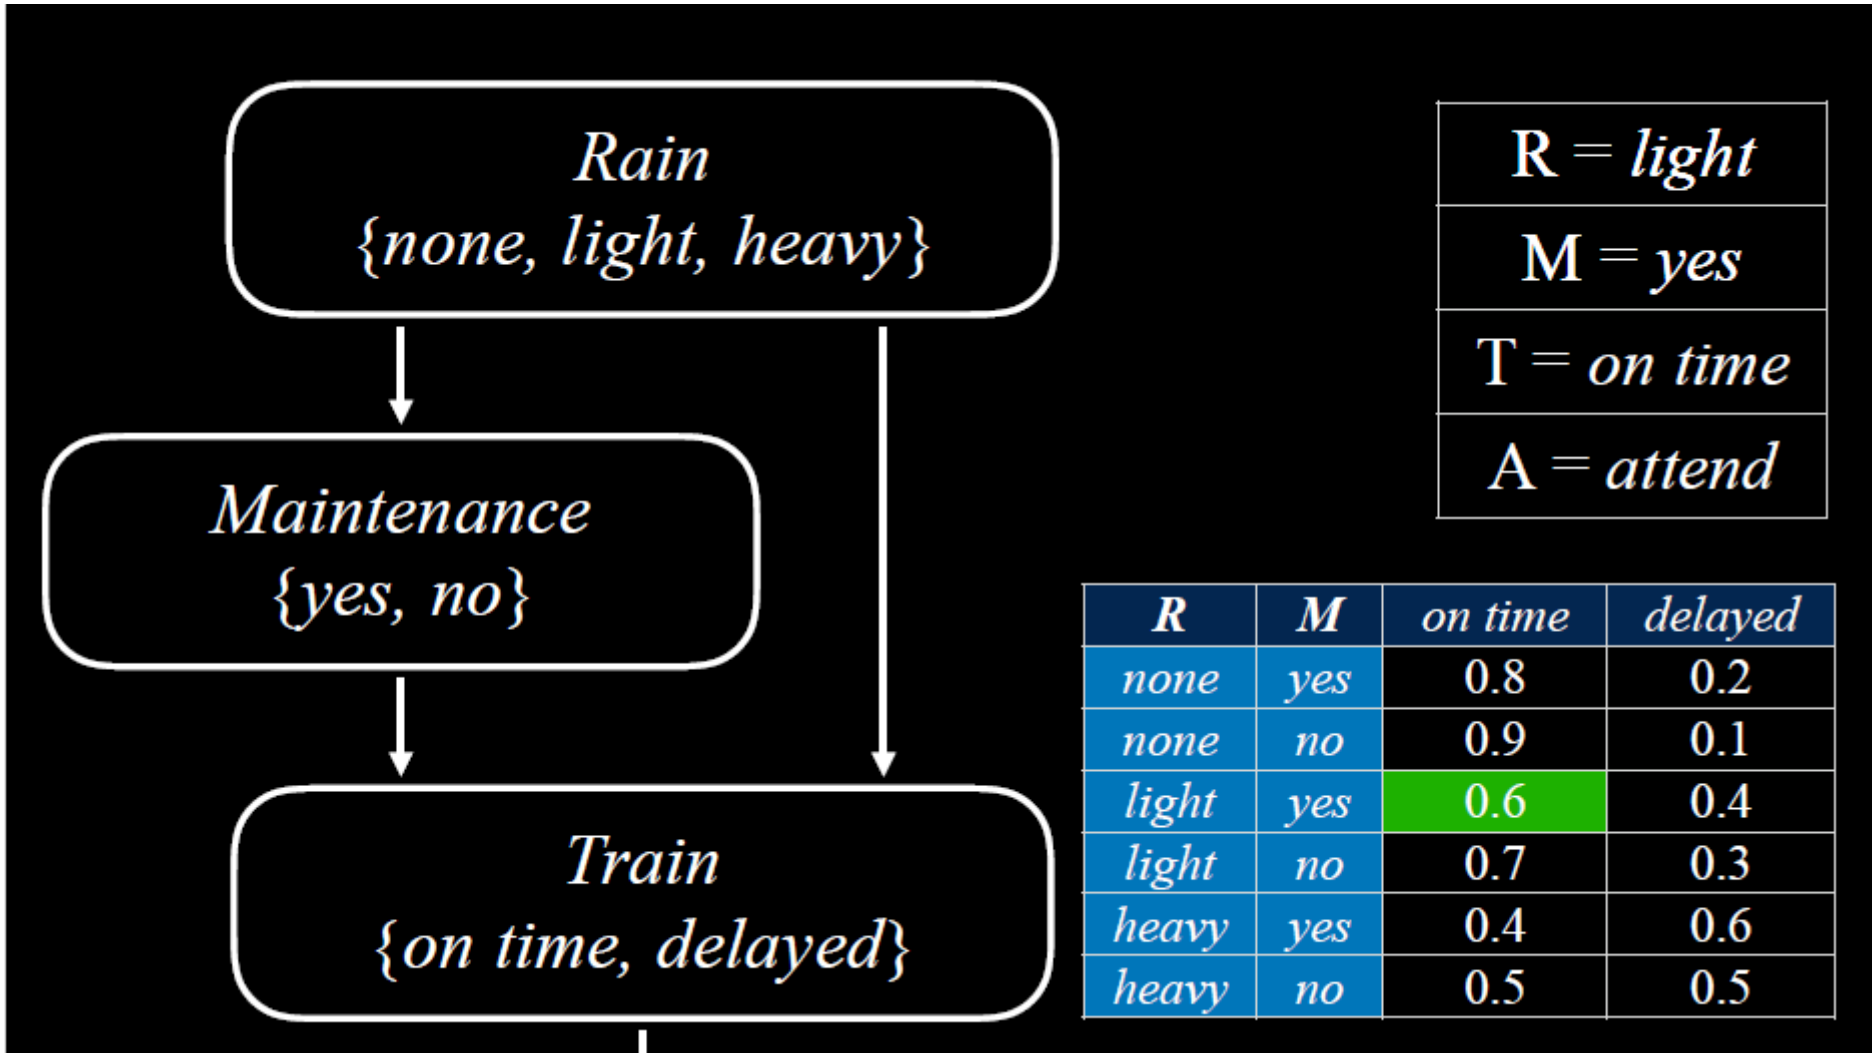 Rain
{none, light, heavy}
Maintenance
{yes, no}
Train
{on time, delayed}
R = light
M = yes
T = on time
A = attend
R M on time delayed
none yes 0.8 0.2
none no 0.9 0.1
light yes 0.6 0.4
light no 0.7 0.3
heavy yes 0.4 0.6
heavy no 0.5 0.5